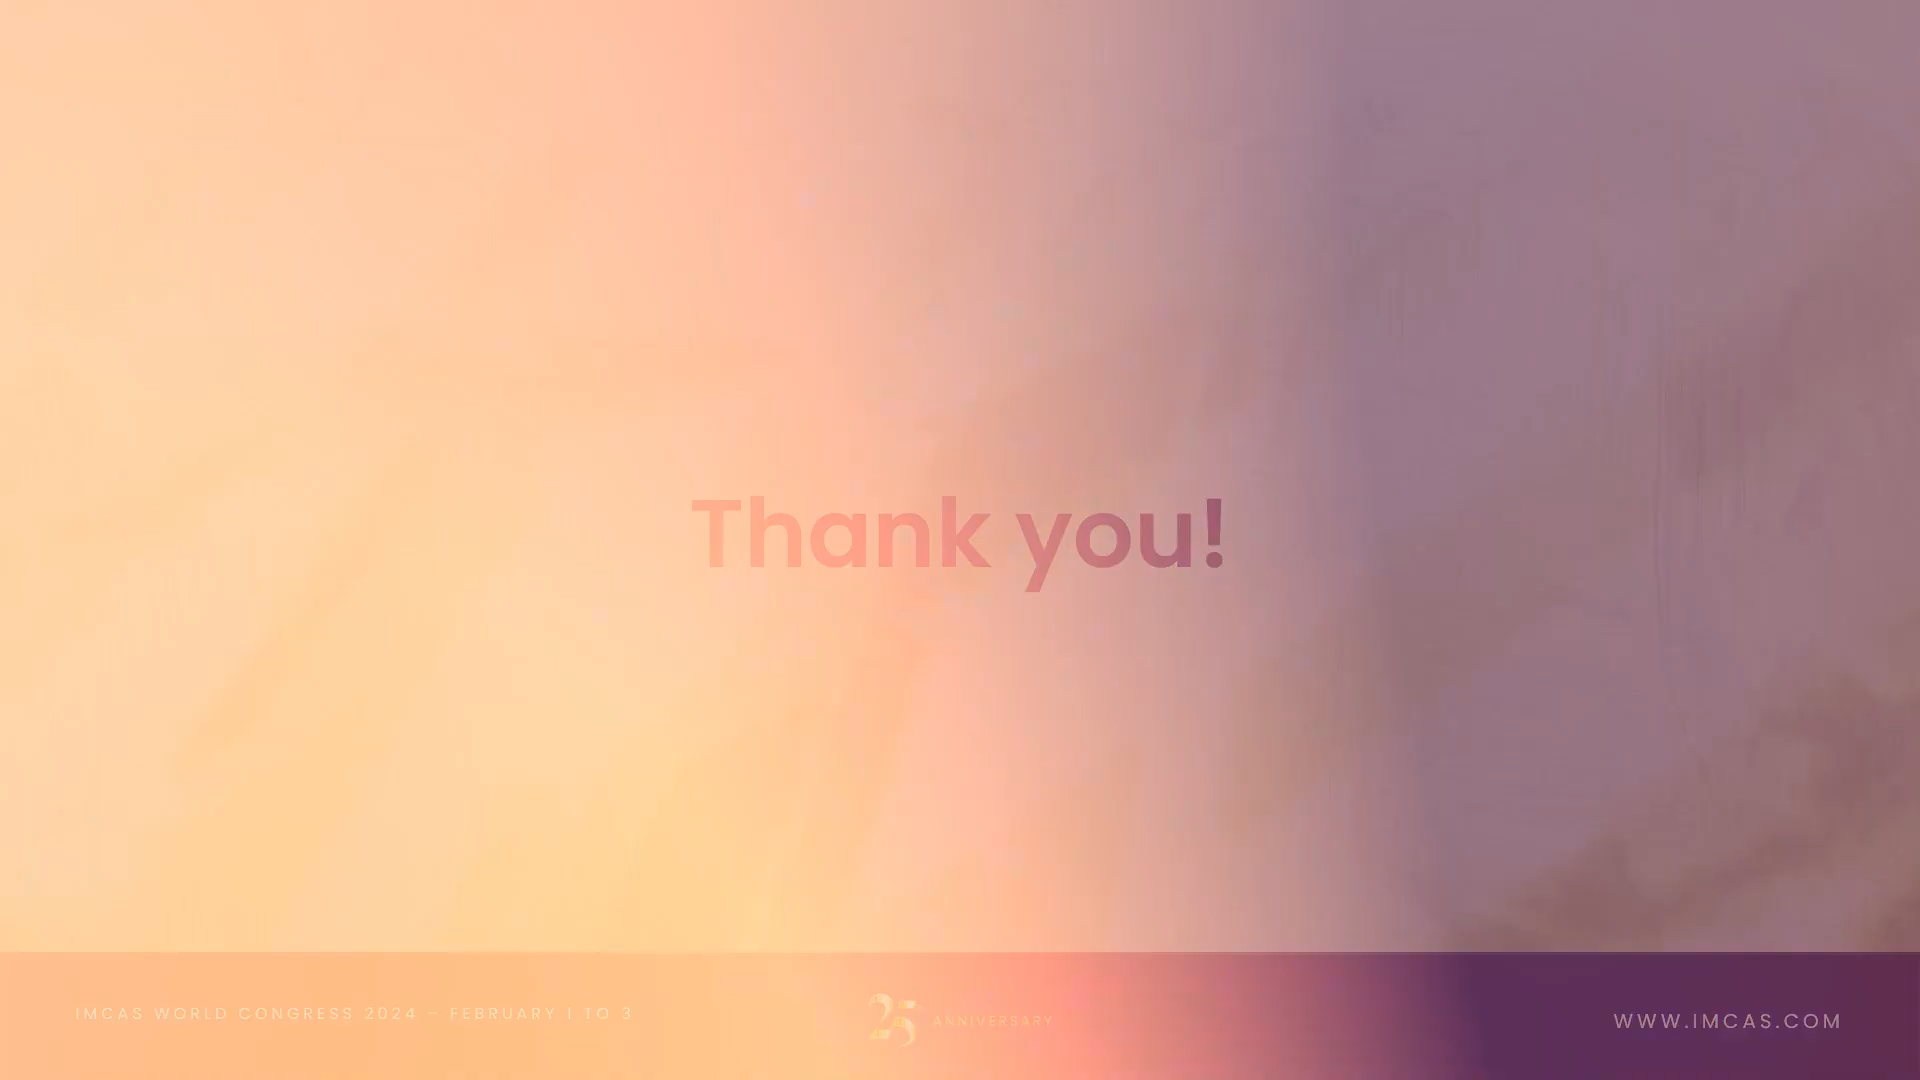 Thank you!
IMCAS WORLD CONGRESS 2024 – FEBRUARY 1 TO 3
25 ANNIVERSARY
WWW.IMCAS.COM